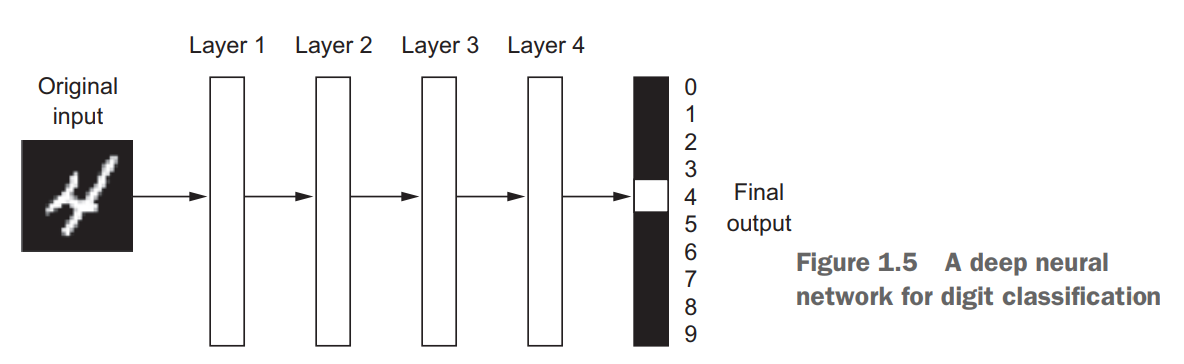 Layer 1 Layer 2 Layer 3 Layer 4
Original
input
0
1
2
3
4
5
6
7
8
9
Final
output
Figure 1.5 A deep neural
network for digit classification